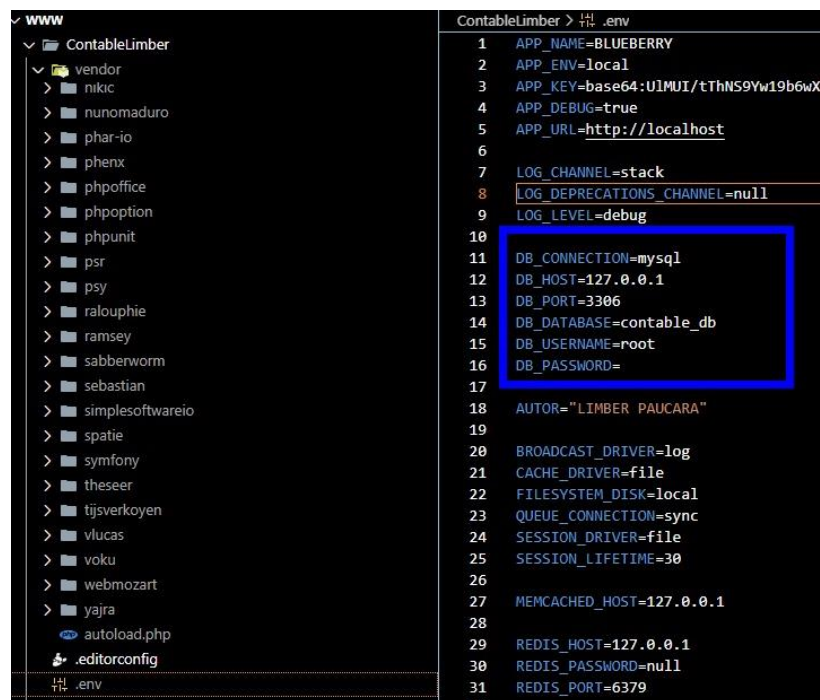 www
ContableLimber
vendor
nikic
nunomaduro
phar-io
phenx
phpoffice
phpoption
phpunit
psr
psy
ralouphie
ramsey
sabberworm
sebastian
simplesoftwareio
spatie
symfony
theseer
tijsverkoyen
vlucas
voku
webmozart
yajra
php autoload.php
.editorconfig
.env
ContableLimber > .env
1 APP_NAME=BLUEBERRY
2 APP_ENV=local
3 APP_KEY=base64:UlMUI/tThNS9Yw19b6wX
4 APP_DEBUG=true
5 APP_URL=http://localhost
6
7 LOG_CHANNEL=stack
8 LOG_DEPRECATIONS_CHANNEL=null
9 LOG_LEVEL=debug
10
11 DB_CONNECTION=mysql
12 DB_HOST=127.0.0.1
13 DB_PORT=3306
14 DB_DATABASE=contable_db
15 DB_USERNAME=root
16 DB_PASSWORD=
17
18 AUTOR="LIMBER PAUCARA"
19
20 BROADCAST_DRIVER=log
21 CACHE_DRIVER=file
22 FILESYSTEM_DISK=local
23 QUEUE_CONNECTION=sync
24 SESSION_DRIVER=file
25 SESSION_LIFETIME=30
26
27 MEMCACHED_HOST=127.0.0.1
28
29 REDIS_HOST=127.0.0.1
30 REDIS_PASSWORD=null
31 REDIS_PORT=6379